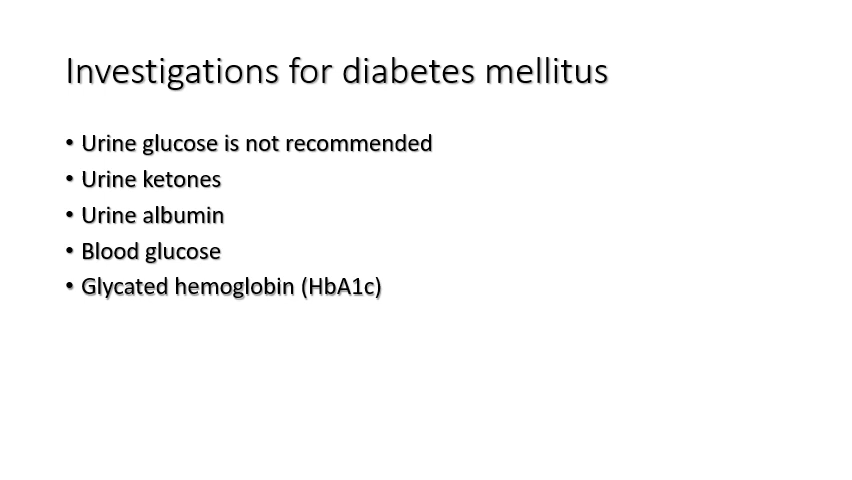 Investigations for diabetes mellitus
• Urine glucose is not recommended
• Urine ketones
• Urine albumin
• Blood glucose
• Glycated hemoglobin (HbA1c)